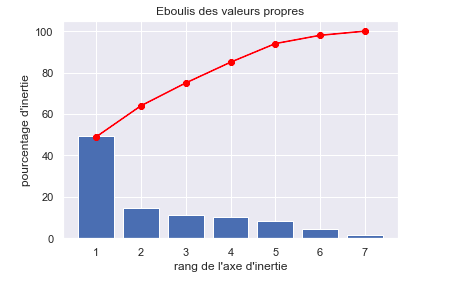 Eboulis des valeurs propres
pourcentage d'inertie
100
80
60
40
20
0
1 2 3 4 5 6 7
rang de l'axe d'inertie